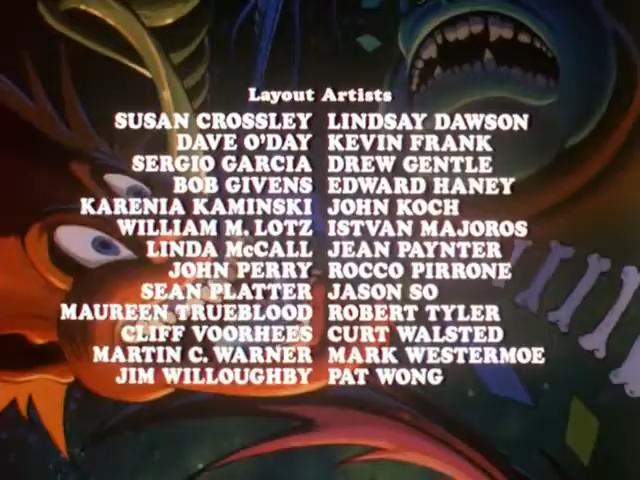 Layout Artists
SUSAN CROSSLEY LINDSAY DAWSON
DAVE O'DAY KEVIN FRANK
SERGIO GARCIA DREW GENTLE
BOB GIVENS EDWARD HANEY
KARENIA KAMINSKI JOHN KOCH
WILLIAM M. LOTZ ISTVAN MAJOROS
LINDA McCALL JEAN PAYNTER
JOHN PERRY ROCCO PIRRONE
SEAN PLATTER JASON SO
MAUREEN TRUEBLOOD ROBERT TYLER
CLIFF VOORHEES CURT WALSTED
MARTIN C. WARNER MARK WESTERMOE
JIM WILLOUGHBY PAT WONG